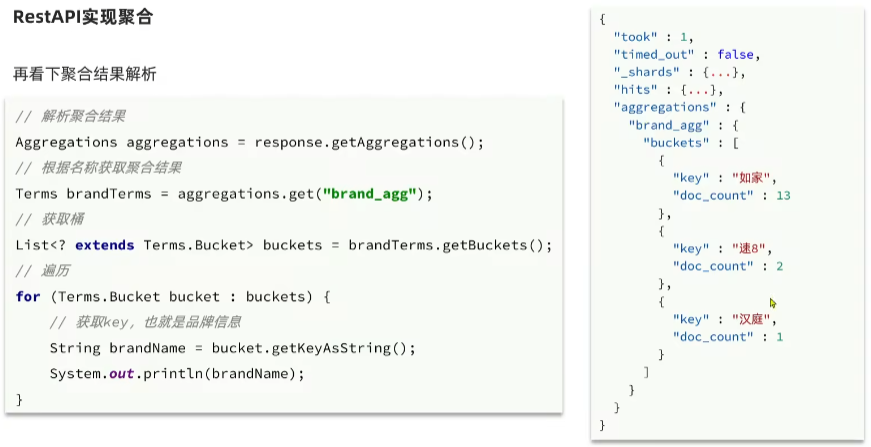 RestAPI实现聚合
再看下聚合结果解析
// 解析聚合结果
Aggregations aggregations = response.getAggregations();
// 根据名称获取聚合结果
Terms brandTerms = aggregations.get("brand_agg");
// 获取桶
List<? extends Terms.Bucket> buckets = brandTerms.getBuckets();
// 遍历
for (Terms.Bucket bucket : buckets) {
    // 获取key，也就是品牌信息
    String brandName = bucket.getKeyAsString();
    System.out.println(brandName);
}
{
  "took" : 1,
  "timed_out" : false,
  "_shards" : {...},
  "hits" : {...},
  "aggregations" : {
    "brand_agg" : {
      "buckets" : [
        {
          "key" : "如家",
          "doc_count" : 13
        },
        {
          "key" : "速8",
          "doc_count" : 2
        },
        {
          "key" : "汉庭",
          "doc_count" : 1
        }
      ]
    }
  }
}